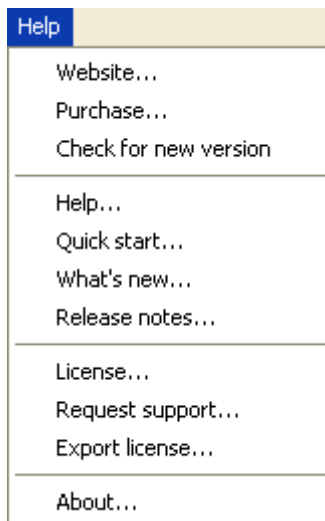 Help
Website...
Purchase...
Check for new version
Help...
Quick start...
What's new...
Release notes...
License...
Request support...
Export license...
About...